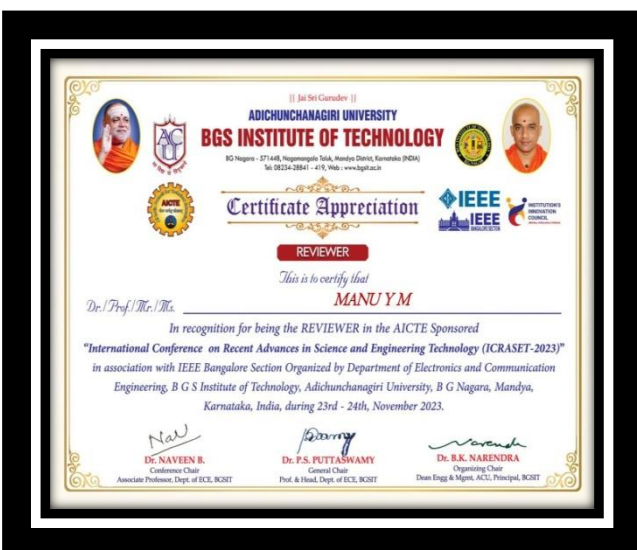 || Jai Sri Gurudev ||
ADICHUNCHANAGIRI UNIVERSITY
BGS INSTITUTE OF TECHNOLOGY
BG Nagara - 571448, Nagamangala Taluk, Mandya District, Karnataka (INDIA)
Tel: 08234-28841 - 419, Web : www.bgsit.ac.in
ACU
AICTE
Certificate Appreciation
IEEE
IEEE
BANGALORE SECTION
INSTITUTION'S
INNOVATION
COUNCIL
REVIEWER
This is to certify that
Dr./Prof./Mr./Ms. MANU Y M
In recognition for being the REVIEWER in the AICTE Sponsored
"International Conference on Recent Advances in Science and Engineering Technology (ICRASET-2023)"
in association with IEEE Bangalore Section Organized by Department of Electronics and Communication
Engineering, B G S Institute of Technology, Adichunchanagiri University, B G Nagara, Mandya,
Karnataka, India, during 23rd - 24th, November 2023.
Dr. NAVEEN B.
Conference Chair
Associate Professor, Dept. of ECE, BGSIT
Dr. P.S. PUTTASWAMY
General Chair
Prof. & Head, Dept. of ECE, BGSIT
Dr. B.K. NARENDRA
Organizing Chair
Dean Engg & Mgmt, ACU, Principal, BGSIT